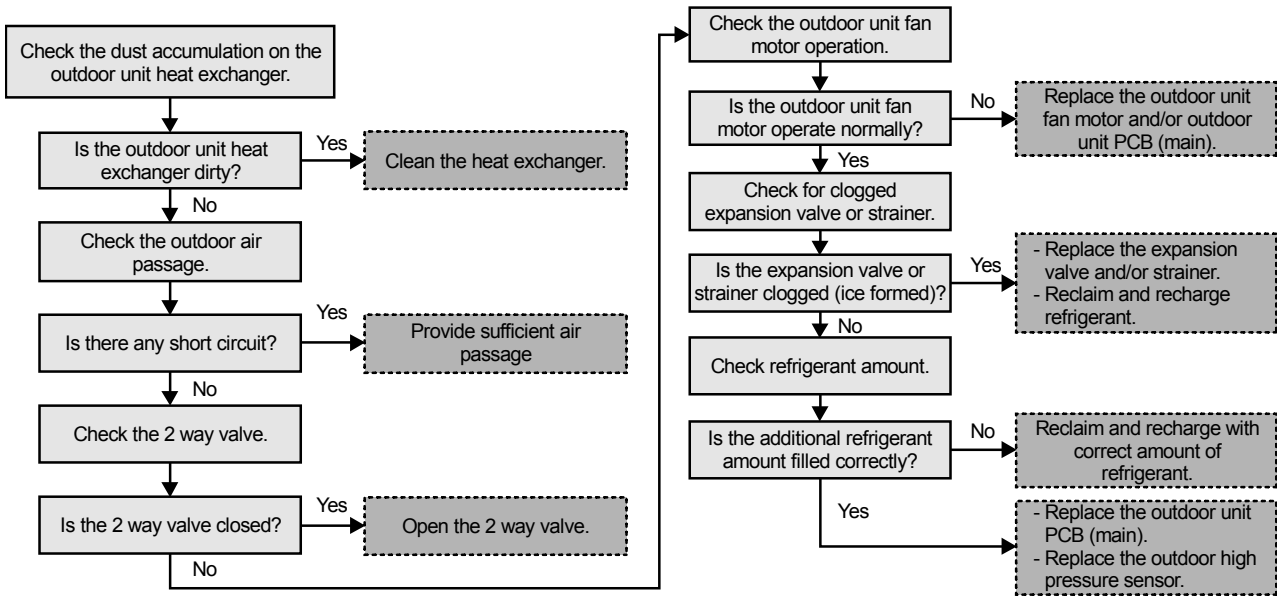 Check the dust accumulation on the
outdoor unit heat exchanger.
Is the outdoor unit heat
exchanger dirty?
Yes
Clean the heat exchanger.
No
Check the outdoor air
passage.
Is there any short circuit?
Yes
Provide sufficient air
passage
No
Check the 2 way valve.
Is the 2 way valve closed?
Yes
Open the 2 way valve.
No
Check the outdoor unit fan
motor operation.
Is the outdoor unit fan
motor operate normally?
No
Replace the outdoor unit
fan motor and/or outdoor
unit PCB (main).
Yes
Check for clogged
expansion valve or strainer.
Is the expansion valve or
strainer clogged (ice formed)?
Yes
- Replace the expansion
valve and/or strainer.
- Reclaim and recharge
refrigerant.
No
Check refrigerant amount.
Is the additional refrigerant
amount filled correctly?
No
Reclaim and recharge with
correct amount of
refrigerant.
Yes
- Replace the outdoor unit
PCB (main).
- Replace the outdoor high
pressure sensor.